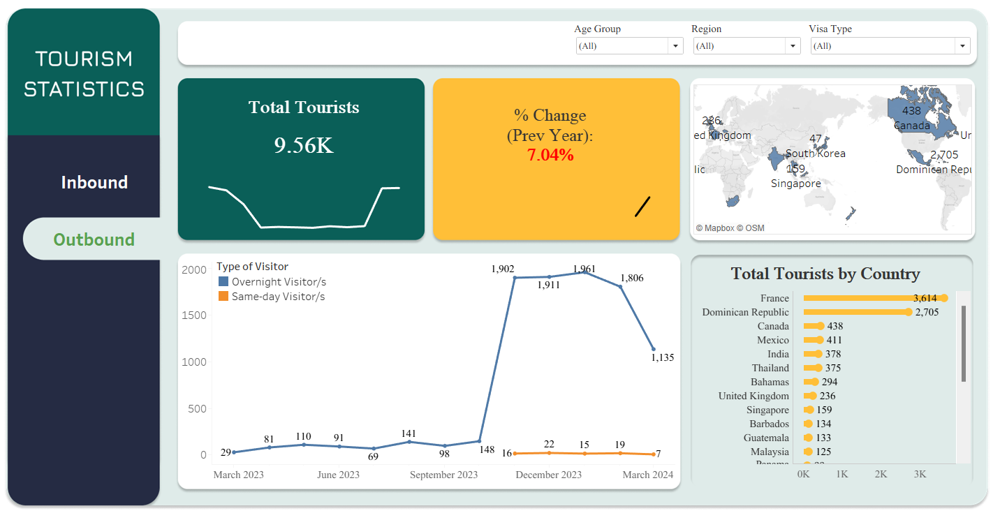 TOURISM
STATISTICS
Inbound
Outbound
Age Group
Region
Visa Type
(All)
(All)
(All)
Total Tourists
9.56K
% Change
(Prev Year):
7.04%
236
ed Kingdom
47
South Korea
159
Singapore
438
Canada
Ur
2,705
Dominican Repu
lic
© Mapbox © OSM
Type of Visitor
Overnight Visitor/s
Same-day Visitor/s
2000
1500
1000
500
0
29
81
110
91
69
141
98
148
1,902
1,911
1,961
1,806
1,135
16
22
15
19
7
March 2023
June 2023
September 2023
December 2023
March 2024
Total Tourists by Country
France 3,614
Dominican Republic 2,705
Canada 438
Mexico 411
India 378
Thailand 375
Bahamas 294
United Kingdom 236
Singapore 159
Barbados 134
Guatemala 133
Malaysia 125
0K 1K 2K 3K